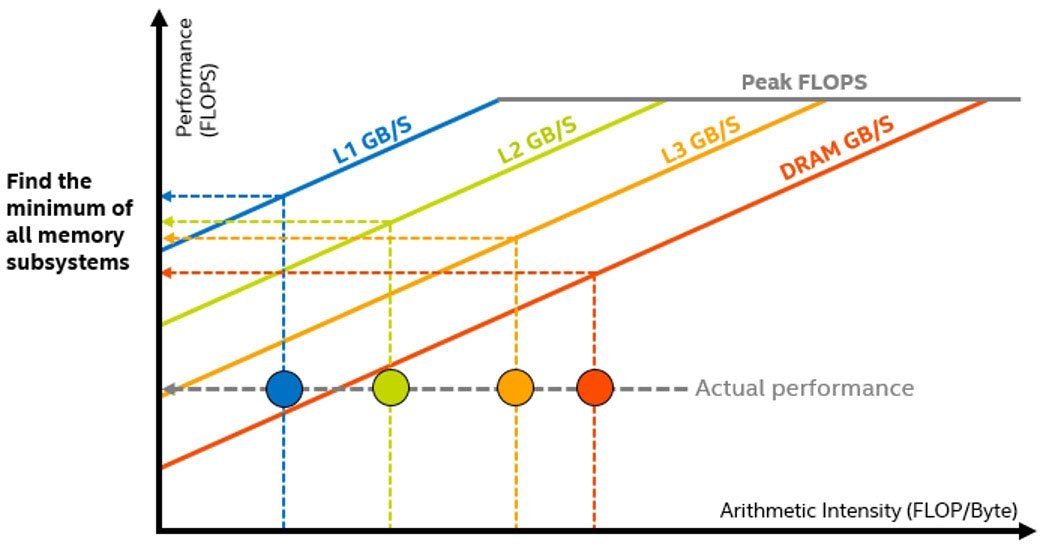 Performance
(FLOPS)
Peak FLOPS
L1 GB/S
L2 GB/S
L3 GB/S
DRAM GB/S
Find the
minimum of
all memory
subsystems
Actual performance
Arithmetic Intensity (FLOP/Byte)